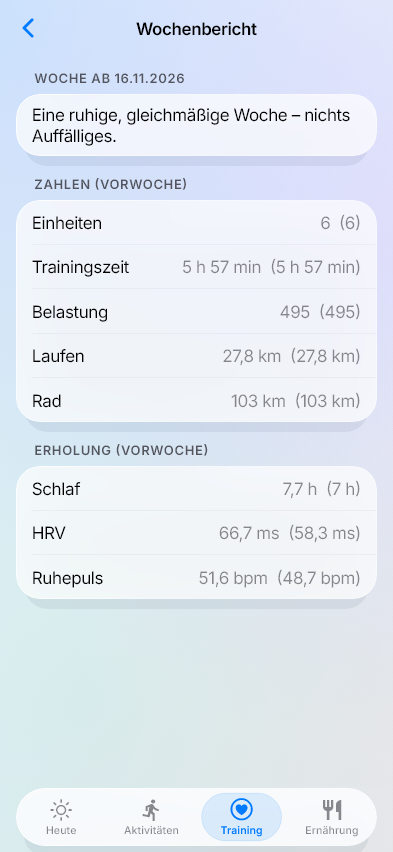 Wochenbericht
WOCHE AB 16.11.2026
Eine ruhige, gleichmäßige Woche – nichts
Auffälliges.
ZAHLEN (VORWOCHE)
Einheiten 6 (6)
Trainingszeit 5 h 57 min (5 h 57 min)
Belastung 495 (495)
Laufen 27,8 km (27,8 km)
Rad 103 km (103 km)
ERHOLUNG (VORWOCHE)
Schlaf 7,7 h (7 h)
HRV 66,7 ms (58,3 ms)
Ruhepuls 51,6 bpm (48,7 bpm)
Heute Aktivitäten Training Ernährung